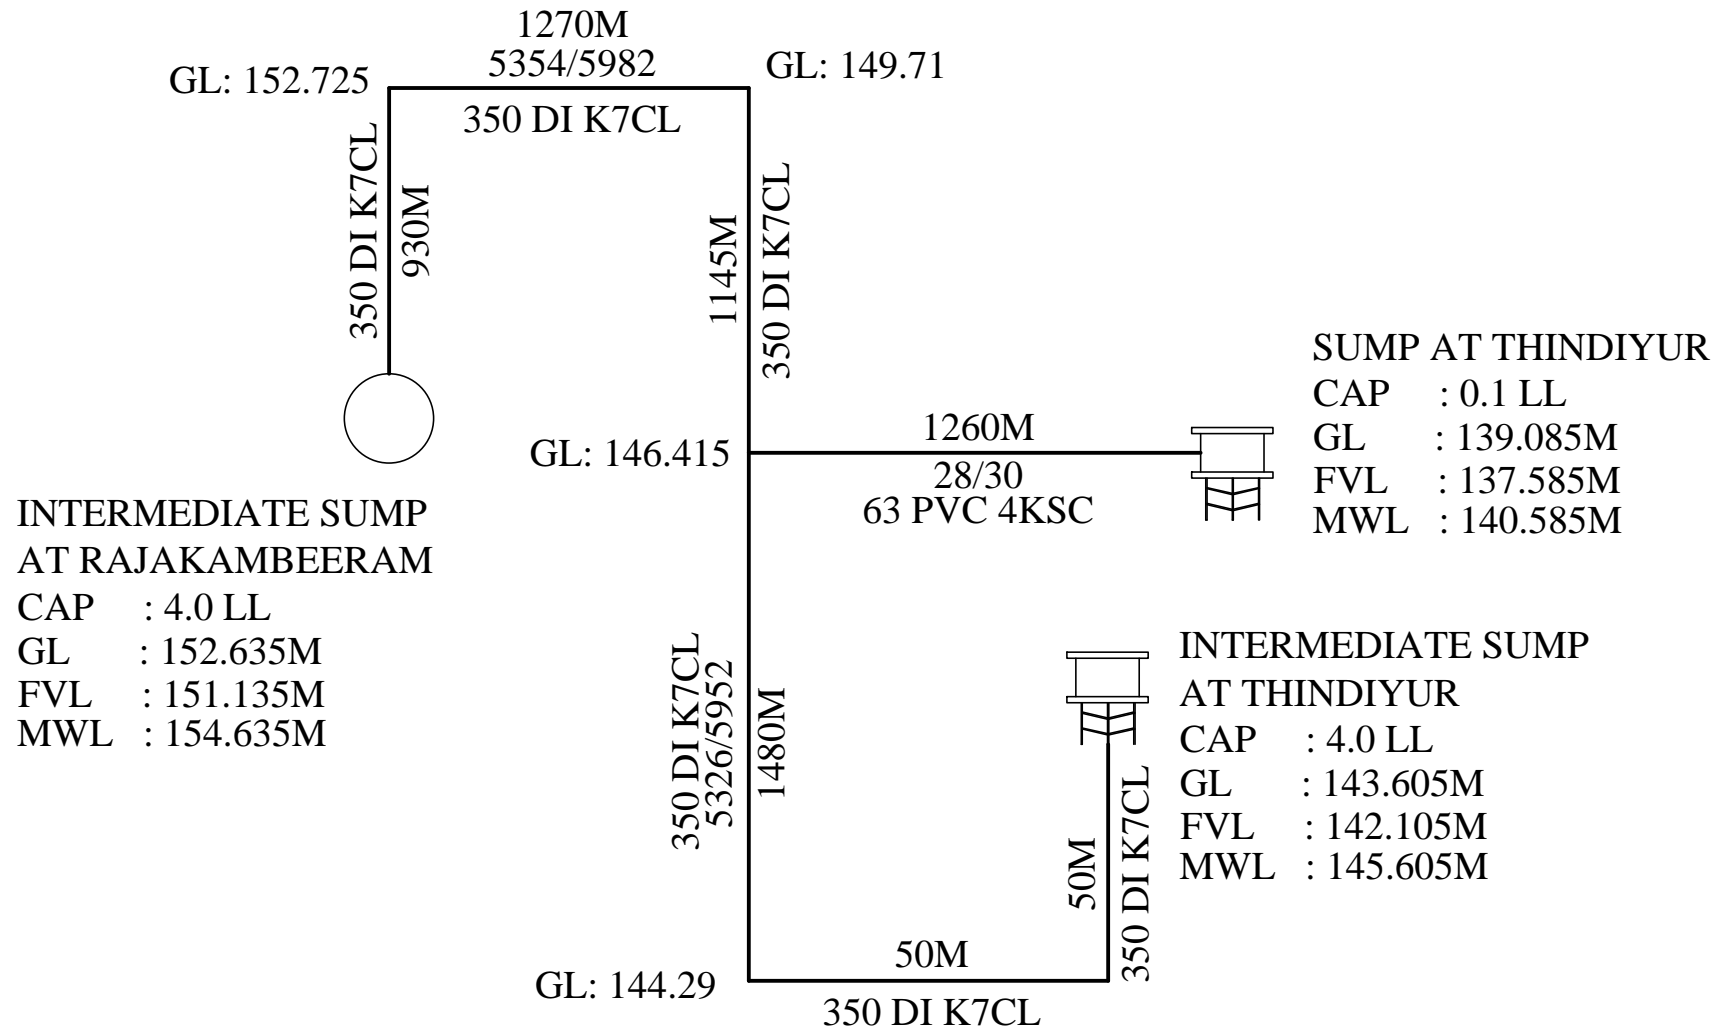 1270M
5354/5982
GL: 152.725
GL: 149.71
350 DI K7CL
350 DI K7CL
930M
1145M
350 DI K7CL
SUMP AT THINDIYUR
CAP : 0.1 LL
GL : 139.085M
FVL : 137.585M
MWL : 140.585M
1260M
GL: 146.415
28/30
63 PVC 4KSC
INTERMEDIATE SUMP
AT RAJAKAMBEERAM
CAP : 4.0 LL
GL : 152.635M
FVL : 151.135M
MWL : 154.635M
350 DI K7CL
5326/5952
1480M
INTERMEDIATE SUMP
AT THINDIYUR
CAP : 4.0 LL
GL : 143.605M
FVL : 142.105M
MWL : 145.605M
50M
350 DI K7CL
50M
GL: 144.29
350 DI K7CL